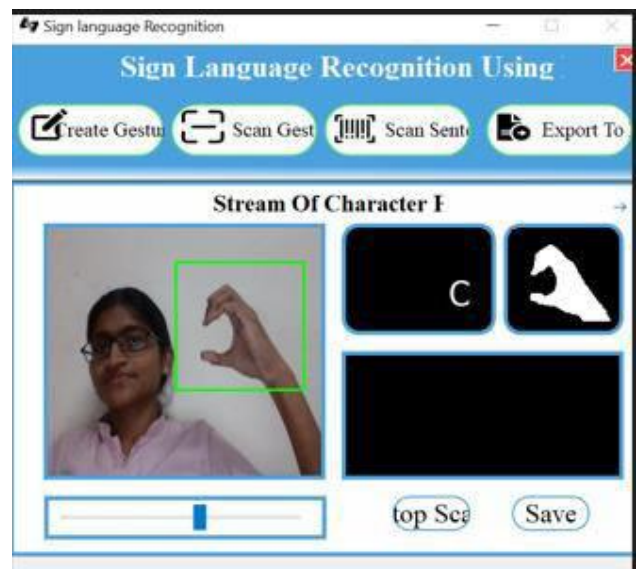 Sign language Recognition
Sign Language Recognition Using
Create Gestu Scan Gest Scan Sent Export To
Stream Of Character
C
top Sca Save